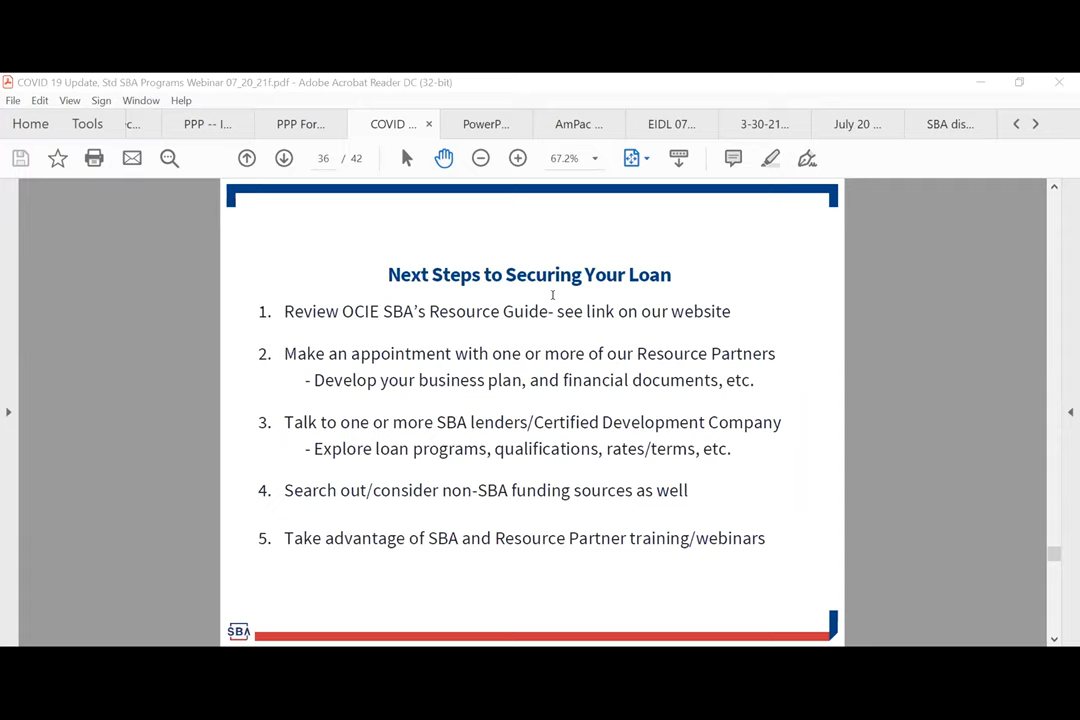 COVID 19 Update, Std SBA Programs Webinar 07_20_21f.pdf - Adobe Acrobat Reader DC (32-bit)
File Edit View Sign Window Help
Home Tools c... PPP -- I... PPP For... COVID ... × PowerP... AmPac ... EIDL 07... 3-30-21... July 20 ... SBA dis...
36 / 42 67.2%
Next Steps to Securing Your Loan
1. Review OCIE SBA's Resource Guide- see link on our website
2. Make an appointment with one or more of our Resource Partners
- Develop your business plan, and financial documents, etc.
3. Talk to one or more SBA lenders/Certified Development Company
- Explore loan programs, qualifications, rates/terms, etc.
4. Search out/consider non-SBA funding sources as well
5. Take advantage of SBA and Resource Partner training/webinars
SBA